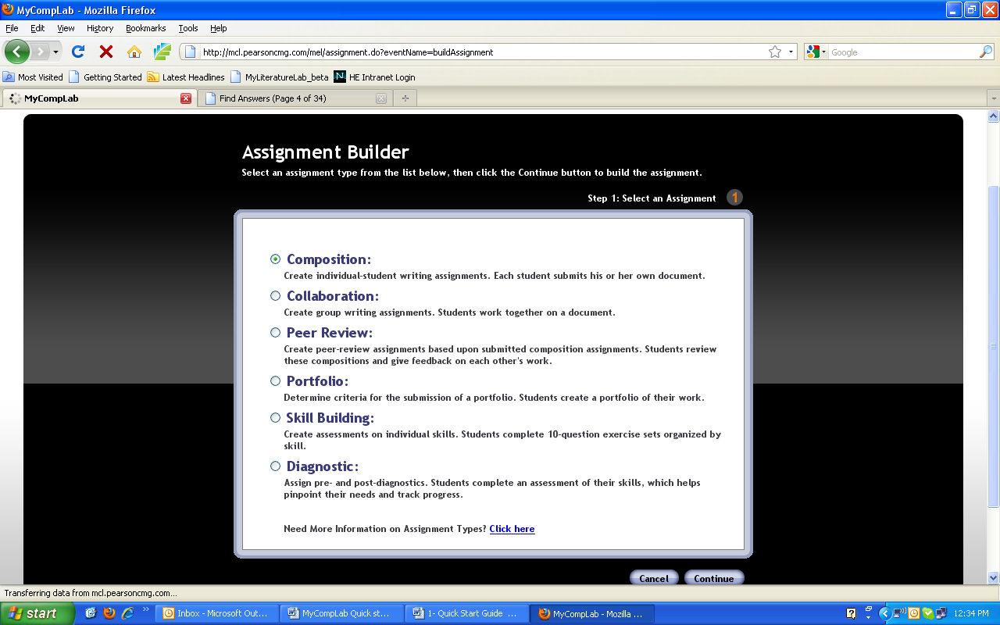 MyCompLab - Mozilla Firefox
File Edit View History Bookmarks Tools Help
http://mcl.pearsoncmg.com/mel/assignment.do?eventName=buildAssignment
Google
Most Visited Getting Started Latest Headlines MyLiteratureLab_beta N HE Intranet Login
MyCompLab
Find Answers (Page 4 of 34)
Assignment Builder
Select an assignment type from the list below, then click the Continue button to build the assignment.
Step 1: Select an Assignment 1
Composition:
Create individual-student writing assignments. Each student submits his or her own document.
Collaboration:
Create group writing assignments. Students work together on a document.
Peer Review:
Create peer-review assignments based upon submitted composition assignments. Students review
these compositions and give feedback on each other's work.
Portfolio:
Determine criteria for the submission of a portfolio. Students create a portfolio of their work.
Skill Building:
Create assessments on individual skills. Students complete 10-question exercise sets organized by
skill.
Diagnostic:
Assign pre- and post-diagnostics. Students complete an assessment of their skills, which helps
pinpoint their needs and track progress.
Need More Information on Assignment Types? Click here
Cancel Continue
Transferring data from mcl.pearsoncmg.com...
start Inbox - Microsoft Out... MyCompLab Quick st... 1- Quick Start Guide ... MyCompLab - Mozilla ... 12:34 PM